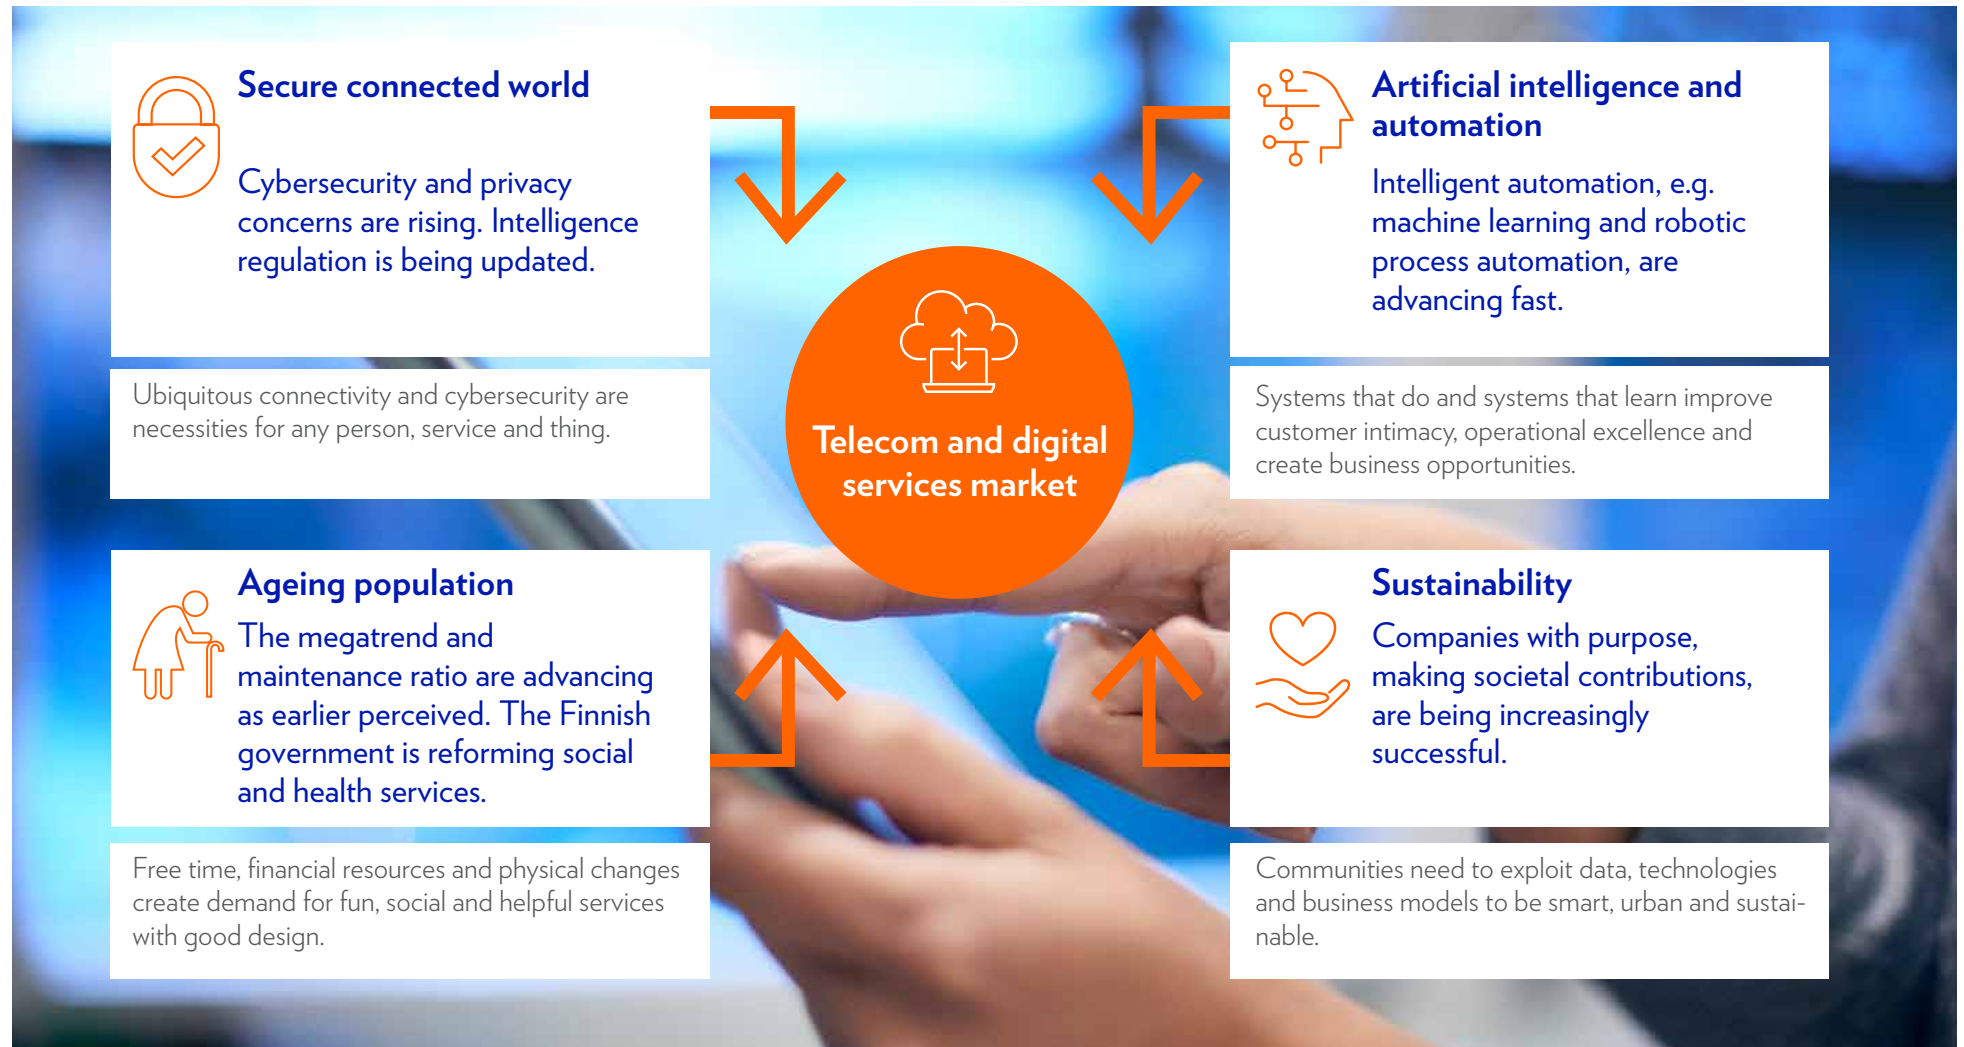 Secure connected world
Cybersecurity and privacy
concerns are rising. Intelligence
regulation is being updated.
Ubiquitous connectivity and cybersecurity are
necessities for any person, service and thing.
Artificial intelligence and
automation
Intelligent automation, e.g.
machine learning and robotic
process automation, are
advancing fast.
Systems that do and systems that learn improve
customer intimacy, operational excellence and
create business opportunities.
Telecom and digital
services market
Ageing population
The megatrend and
maintenance ratio are advancing
as earlier perceived. The Finnish
government is reforming social
and health services.
Free time, financial resources and physical changes
create demand for fun, social and helpful services
with good design.
Sustainability
Companies with purpose,
making societal contributions,
are being increasingly
successful.
Communities need to exploit data, technologies
and business models to be smart, urban and sustai-
nable.